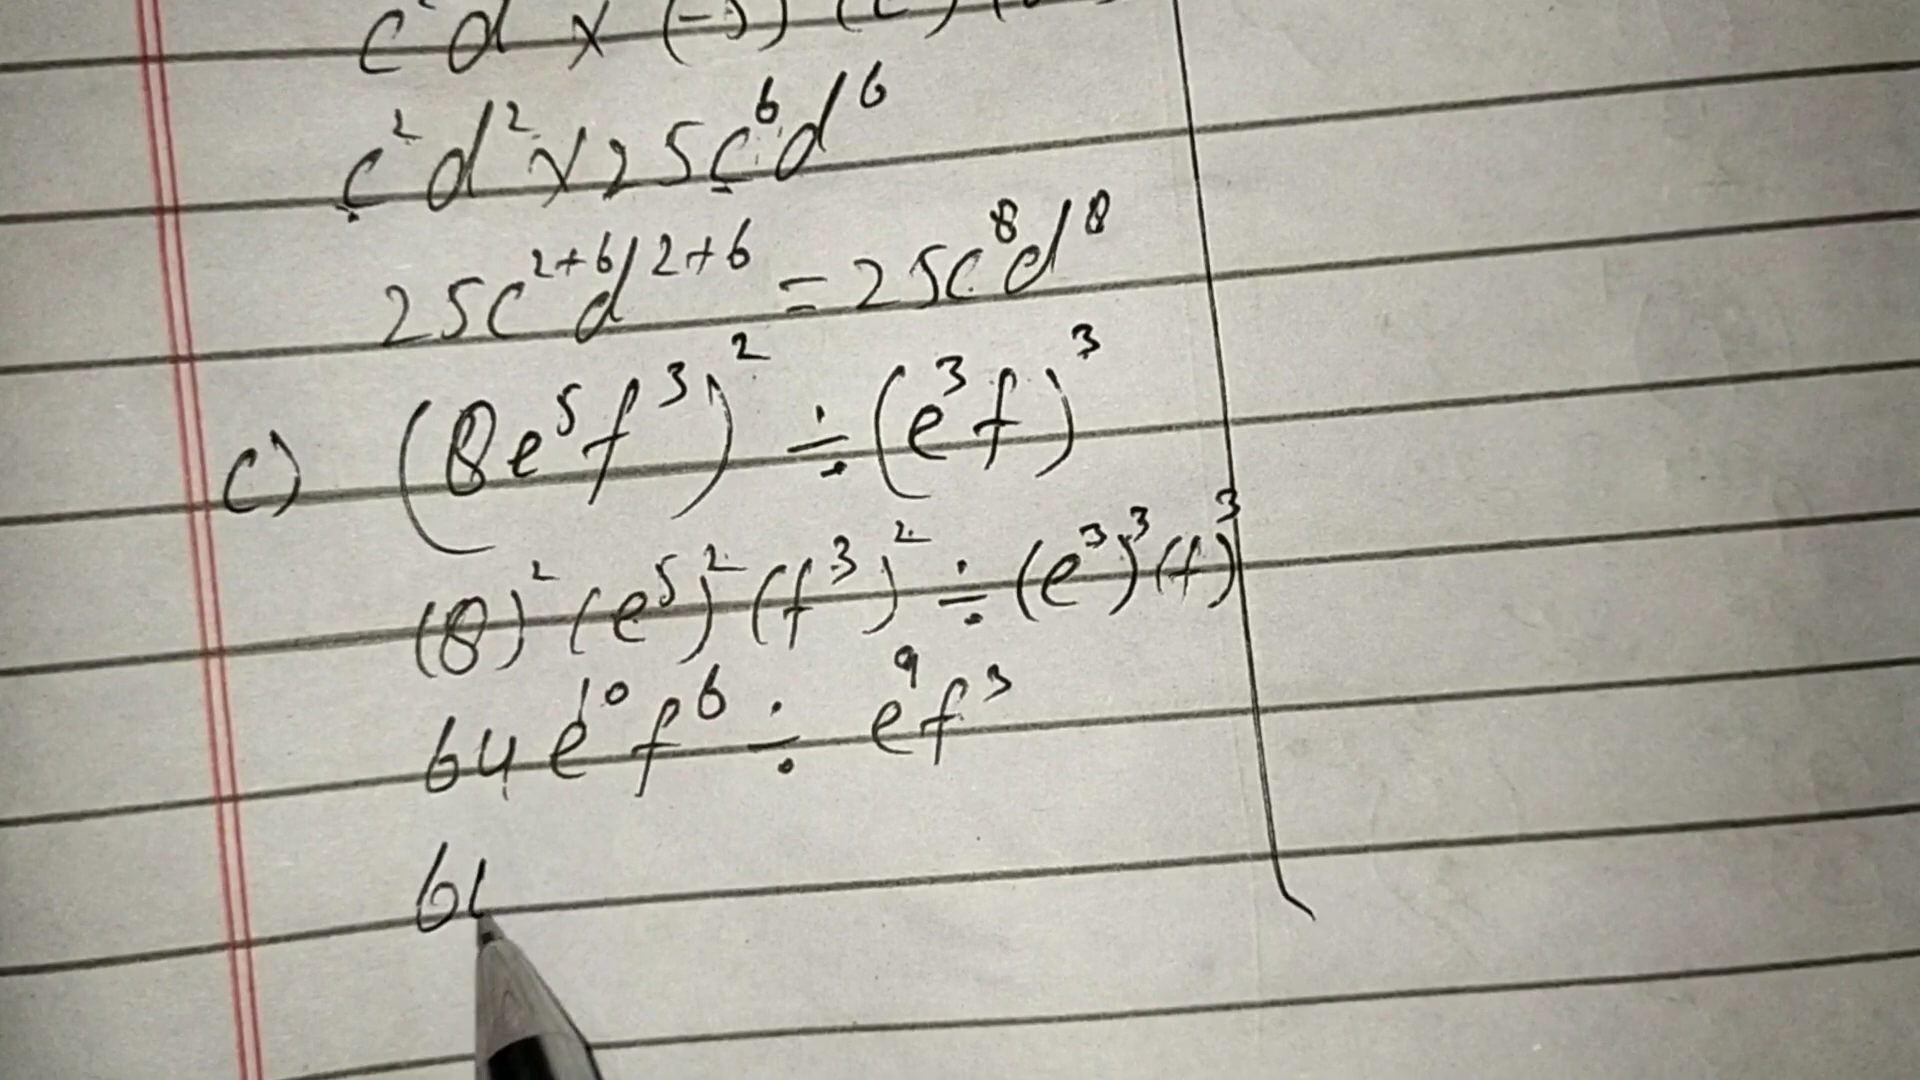 c²d²×25c⁶d⁶
25c²⁺⁶d²⁺⁶=25c⁸d⁸
c) (8e⁵f³)²÷(e³f)³
(8)²(e⁵)²(f³)²÷(e³)³(f)³
64e¹⁰f⁶÷e⁹f³
6